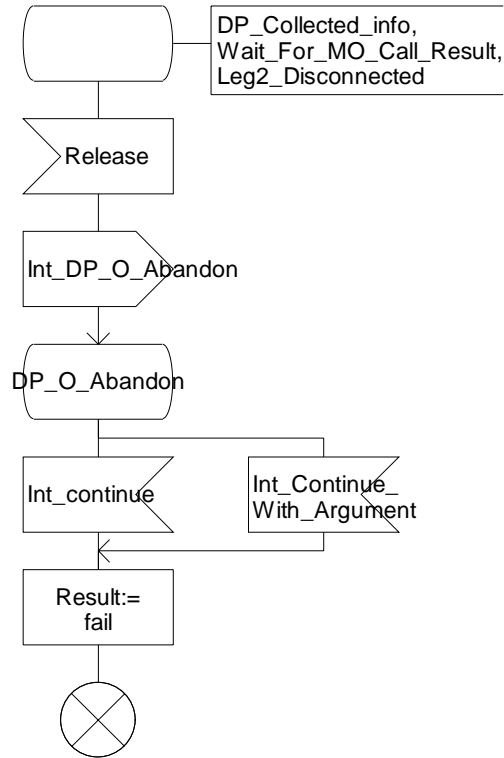 DP_Collected_info,
Wait_For_MO_Call_Result,
Leg2_Disconnected
Release
Int_DP_O_Abandon
DP_O_Abandon
Int_continue
Int_Continue_
With_Argument
Result:=
fail